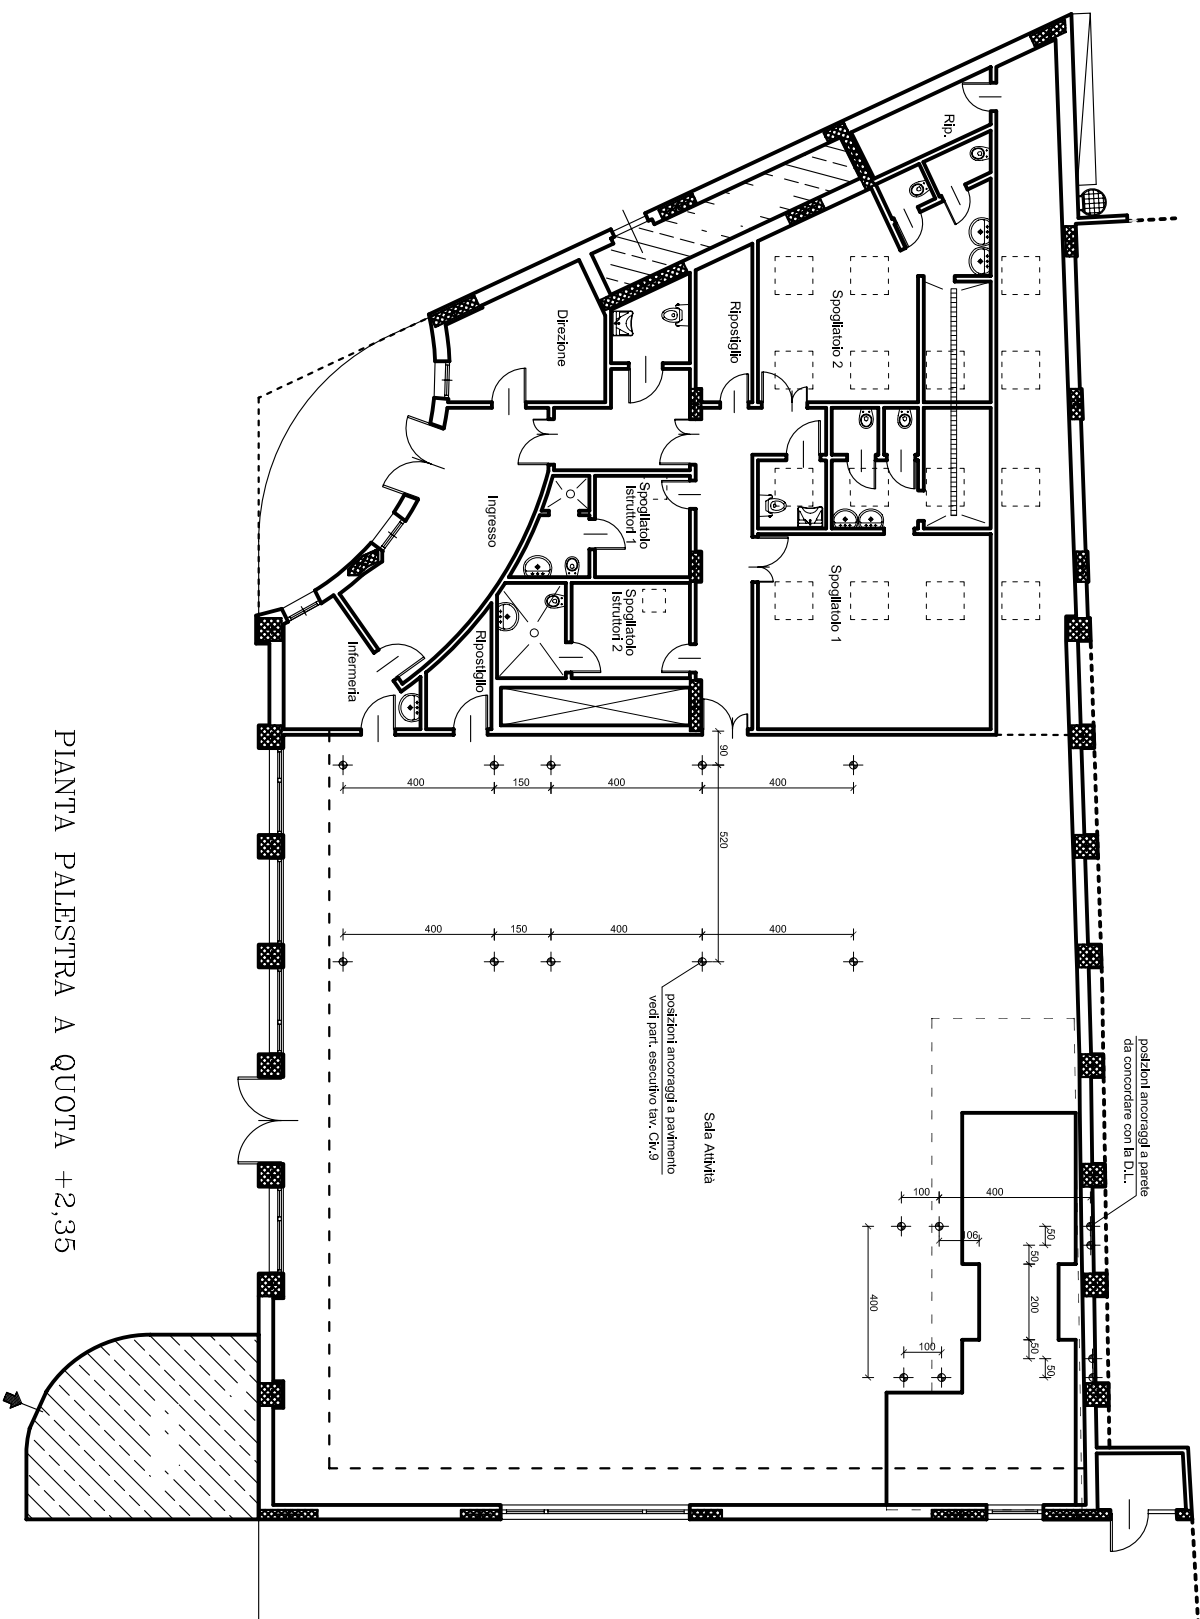 PIANTA PALESTRA A QUOTA +2,35
Rip.
Spogliatoio 2
Ripostiglio
Direzione
Ingresso
Spogliatoio
Istruttori 1
Spogliatoio
Istruttori 2
Spogliatoio 1
Ripostiglio
Infermeria
90
400
150
400
400
520
400
150
400
400
posizioni ancoraggi a pavimento
vedi part. esecutivo tav. Civ.9
Sala Attività
posizioni ancoraggi a parete
da concordare con la D.L.
100
400
106
50
50
200
50
50
400
100